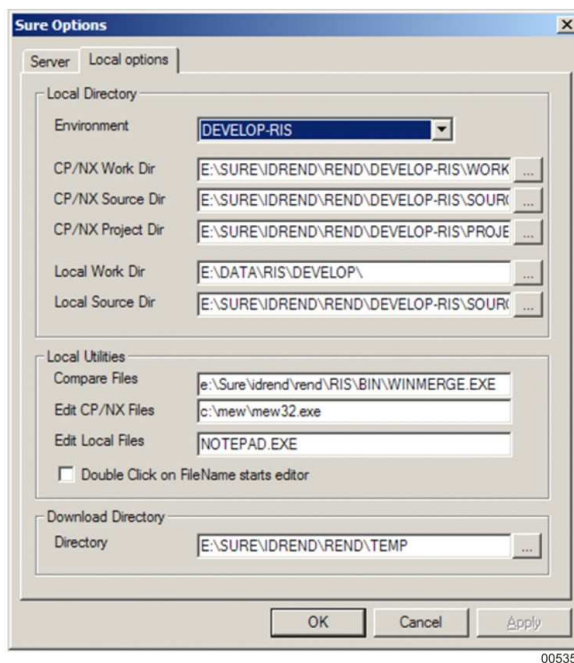 Sure Options
Server Local options
Local Directory
Environment DEVELOP-RIS
CP/NX Work Dir E:\SURE\IDREND\REND\DEVELOP-RIS\WORK ...
CP/NX Source Dir E:\SURE\IDREND\REND\DEVELOP-RIS\SOUR ...
CP/NX Project Dir E:\SURE\IDREND\REND\DEVELOP-RIS\PROJE ...
Local Work Dir E:\DATA\RIS\DEVELOP\ ...
Local Source Dir E:\SURE\IDREND\REND\DEVELOP-RIS\SOUR ...
Local Utilities
Compare Files e:\Sure\idrend\rend\RIS\BIN\WINMERGE.EXE
Edit CP/NX Files c:\mew\mew32.exe
Edit Local Files NOTEPAD.EXE
Double Click on FileName starts editor
Download Directory
Directory E:\SURE\IDREND\REND\TEMP ...
OK Cancel Apply
00535